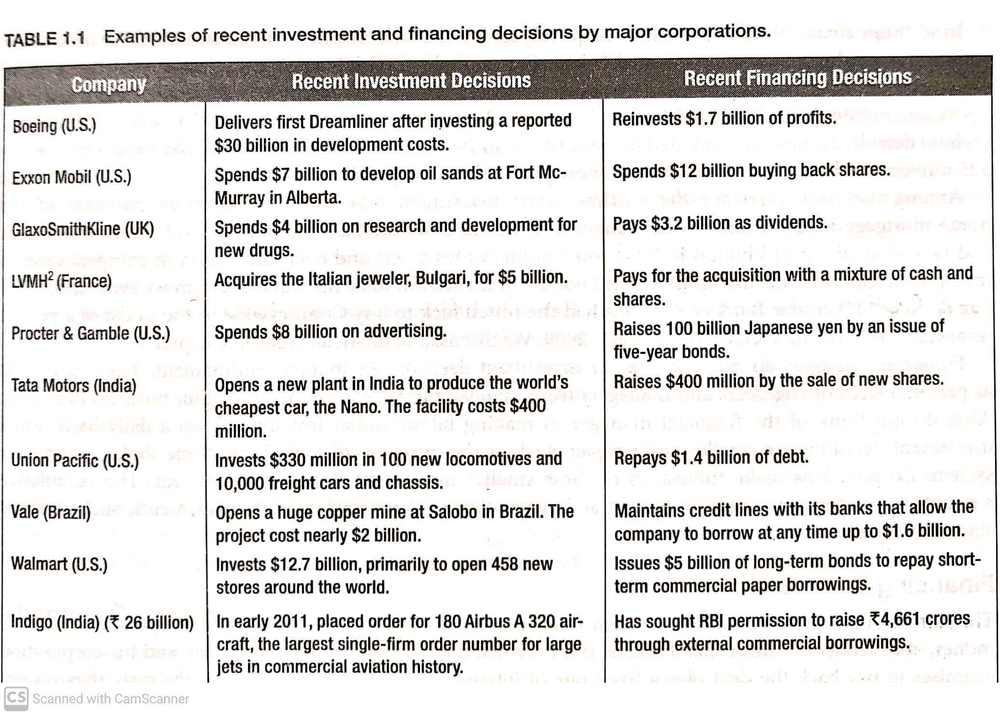 TABLE 1.1 Examples of recent investment and financing decisions by major corporations.
Company Recent Investment Decisions Recent Financing Decisions
Boeing (U.S.) Delivers first Dreamliner after investing a reported Reinvests $1.7 billion of profits.
$30 billion in development costs.
Exxon Mobil (U.S.) Spends $7 billion to develop oil sands at Fort Mc- Spends $12 billion buying back shares.
Murray in Alberta.
GlaxoSmithKline (UK) Spends $4 billion on research and development for Pays $3.2 billion as dividends.
new drugs.
LVMH² (France) Acquires the Italian jeweler, Bulgari, for $5 billion. Pays for the acquisition with a mixture of cash and
shares.
Procter & Gamble (U.S.) Spends $8 billion on advertising. Raises 100 billion Japanese yen by an issue of
five-year bonds.
Tata Motors (India) Opens a new plant in India to produce the world's Raises $400 million by the sale of new shares.
cheapest car, the Nano. The facility costs $400
million.
Union Pacific (U.S.) Invests $330 million in 100 new locomotives and Repays $1.4 billion of debt.
10,000 freight cars and chassis.
Vale (Brazil) Opens a huge copper mine at Salobo in Brazil. The Maintains credit lines with its banks that allow the
project cost nearly $2 billion. company to borrow at any time up to $1.6 billion.
Walmart (U.S.) Invests $12.7 billion, primarily to open 458 new Issues $5 billion of long-term bonds to repay short-
stores around the world. term commercial paper borrowings.
Indigo (India) (₹ 26 billion) In early 2011, placed order for 180 Airbus A 320 air- Has sought RBI permission to raise ₹4,661 crores
craft, the largest single-firm order number for large through external commercial borrowings.
jets in commercial aviation history.
CS Scanned with CamScanner